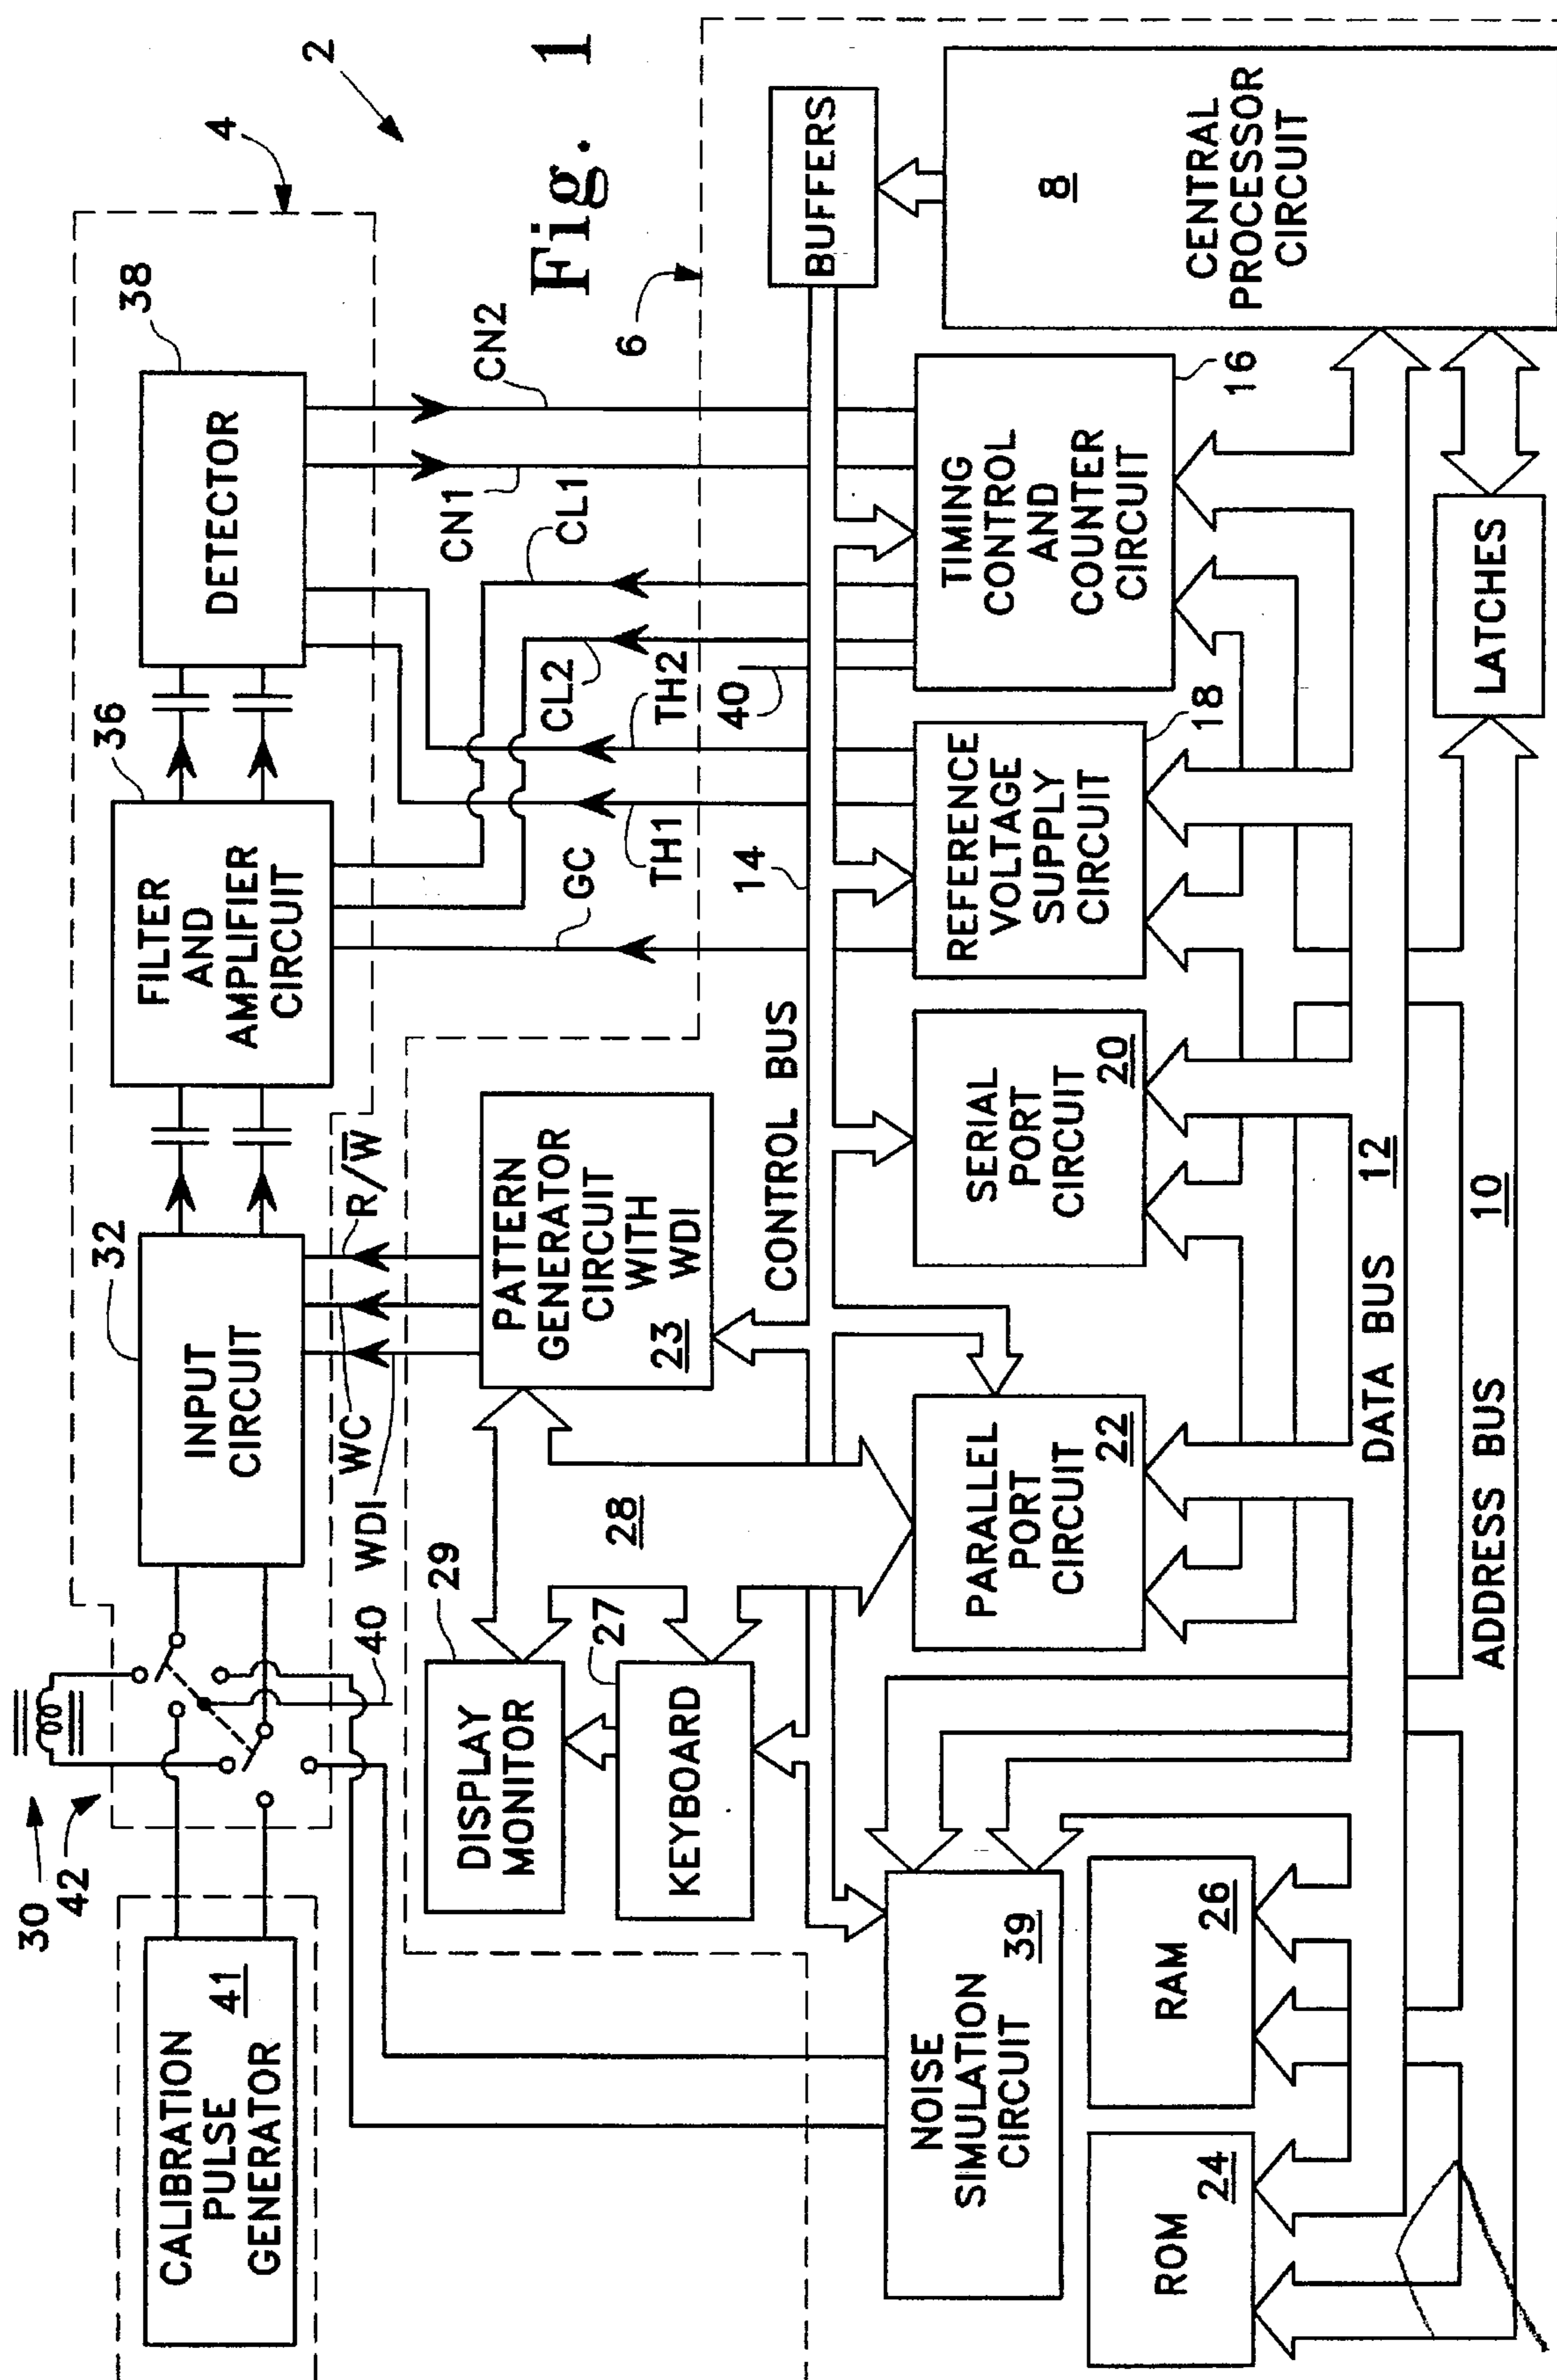 Fig. 1
2
4
6
30
42
CALIBRATION
PULSE
GENERATOR
41
32
INPUT
CIRCUIT
36
FILTER
AND
AMPLIFIER
CIRCUIT
38
DETECTOR
40
WDI
WC
R/W̅
GC
TH1
TH2
CL2
CL1
CN1
CN2
40
29
DISPLAY
MONITOR
27
KEYBOARD
28
PATTERN
GENERATOR
CIRCUIT
WITH
WDI
23
CONTROL BUS
14
BUFFERS
NOISE
SIMULATION
CIRCUIT
39
PARALLEL
PORT
CIRCUIT
22
SERIAL
PORT
CIRCUIT
20
REFERENCE
VOLTAGE
SUPPLY
CIRCUIT
18
TIMING
CONTROL
AND
COUNTER
CIRCUIT
16
8
CENTRAL
PROCESSOR
CIRCUIT
ROM
24
RAM
26
DATA BUS
12
ADDRESS BUS
10
LATCHES